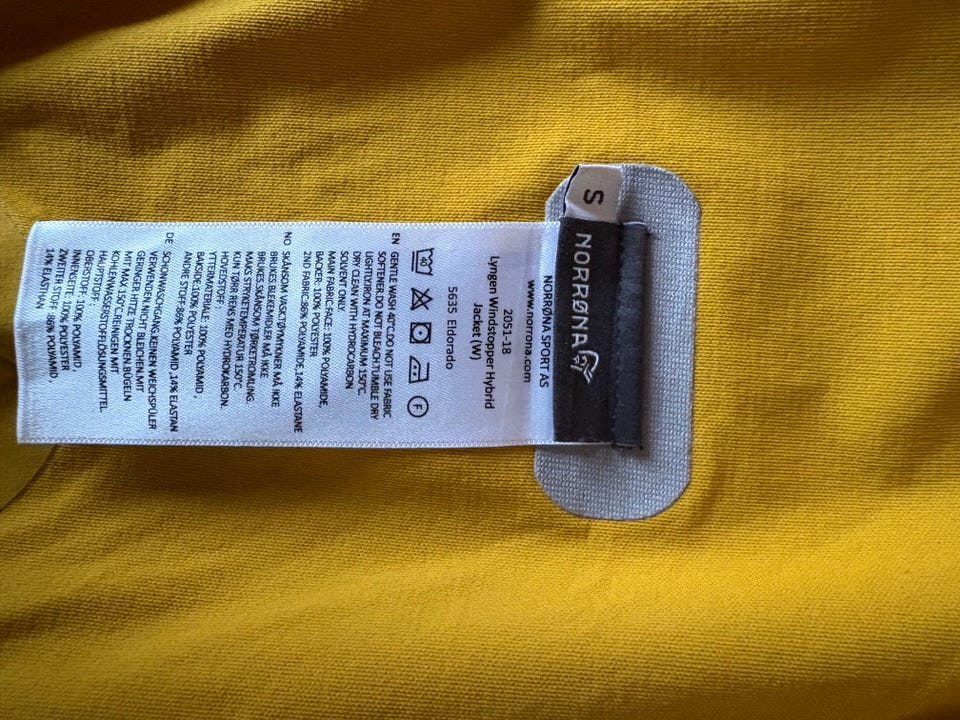 S
NORRØNA
NORRØNA SPORT AS
www.norrona.com
2051-18
Lyngen Windstopper Hybrid
Jacket (W)
5635 Eldorado
40
F
EN GENTLE WASH 40°C.DO NOT USE FABRIC
SOFTENER.DO NOT BLEACH.TUMBLE DRY
LIGHTD.IRON AT MAXIMUM 150°C.
DRY CLEAN WITH HYDROCARBON
SOLVENT ONLY.
MAIN FABRIC:FACE: 100% POLYAMIDE,
BACKER: 100% POLYESTER
2ND FABRIC:86% POLYAMIDE,14% ELASTANE
NO SKÅNSOM VASK.TØYMYKNER MÅ IKKE
BRUKES.BLEKEMIDLER MÅ IKKE
BRUKES.SKÅNSOM TØRKETROMLING.
MAKS STRYKETEMPERATUR 150°C.
KUN TØRR RENS MED HYDROKARBON.
HOVEDSTOFF:
YTTERMATERIALE: 100% POLYAMID,
BAKSIDE:100% POLYESTER
ANDRE STOFF:86% POLYAMID ,14% ELASTAN
DE SCHONWASCHGANG.KEINEN WEICHSPÜLER
VERWENDEN.NICHT BLEICHEN.MIT
GERINGER HITZE TROCKNEN.BÜGELN
MIT MAX 150°C.REINIGEN MIT
KOHLENWASSERSTOFFLÖSUNGSMITTEL.
HAUPTSTOFF:
OBERSTOFF: 100% POLYAMID,
INNENSEITE: 100% POLYESTER
ZWEITER STOFF: 86% POLYAMID,
14% ELASTHAN